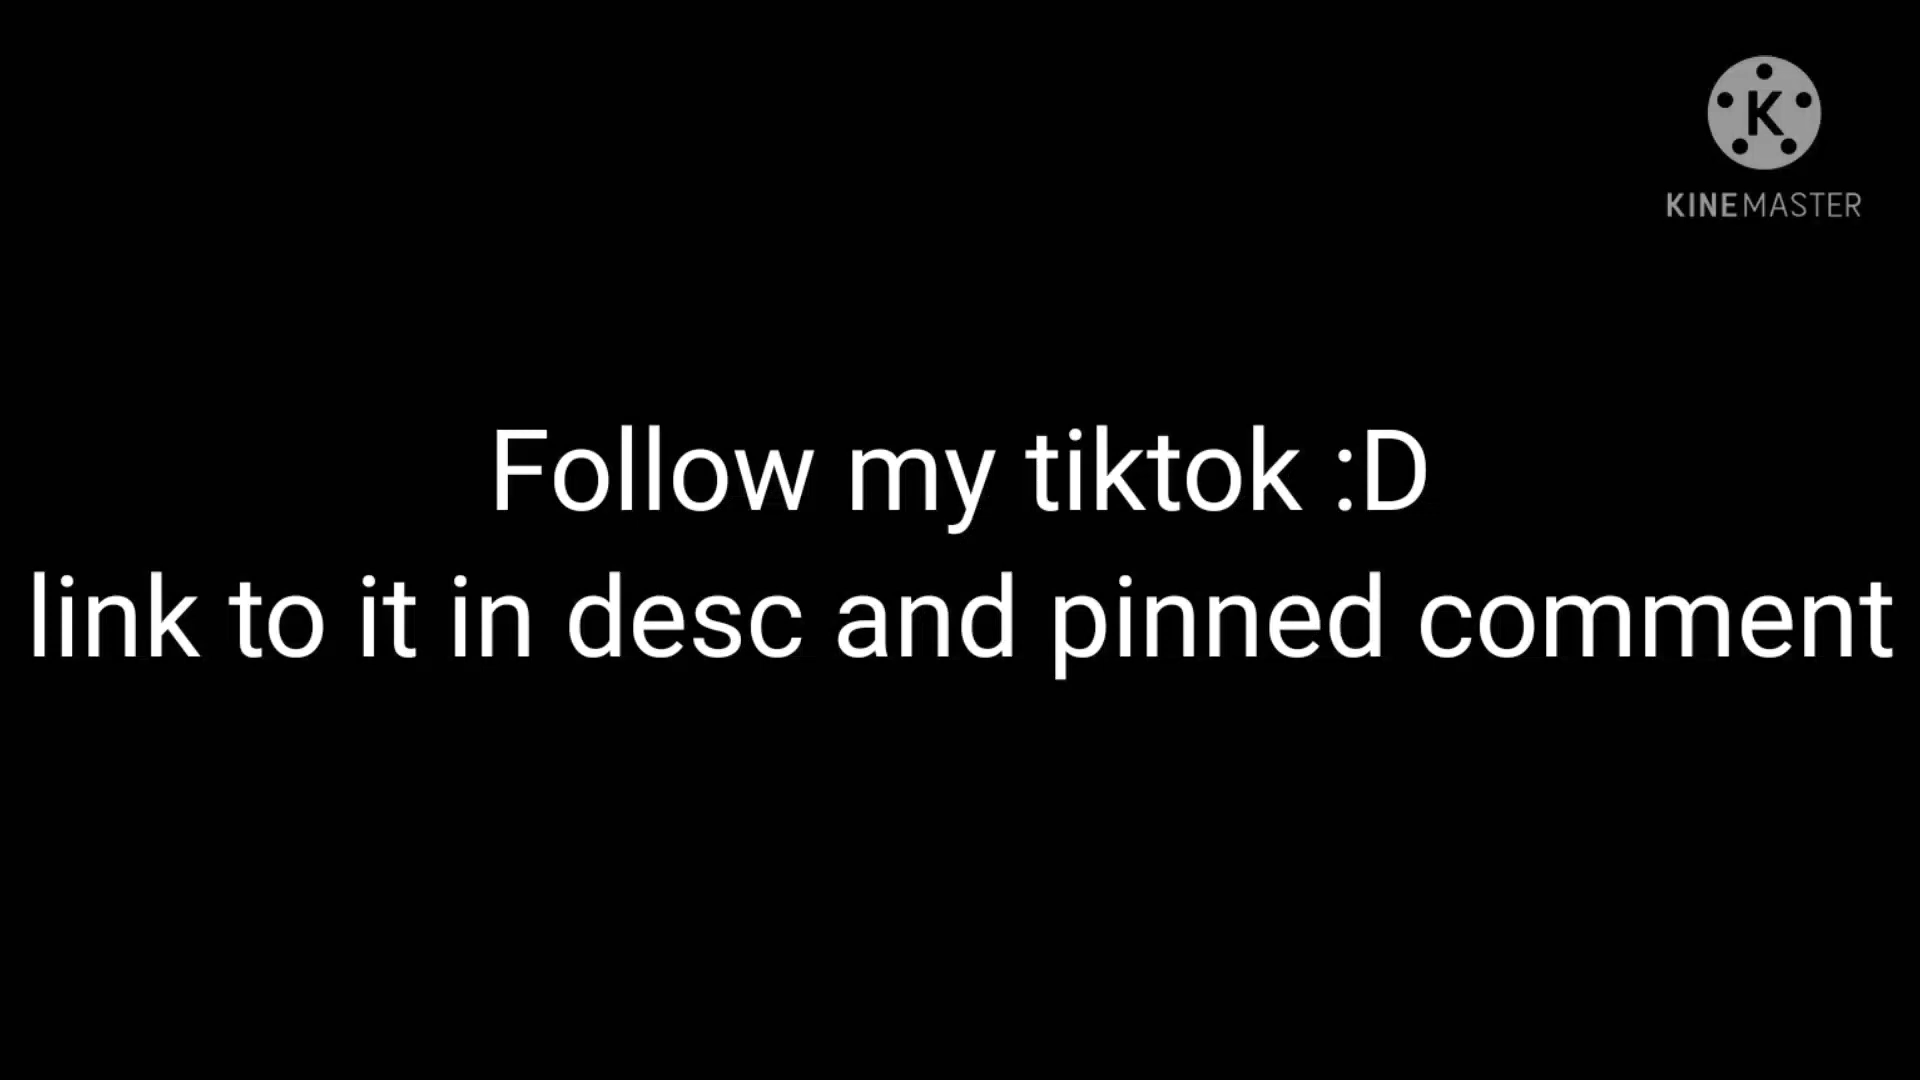 K
KINEMASTER
Follow my tiktok :D
link to it in desc and pinned comment